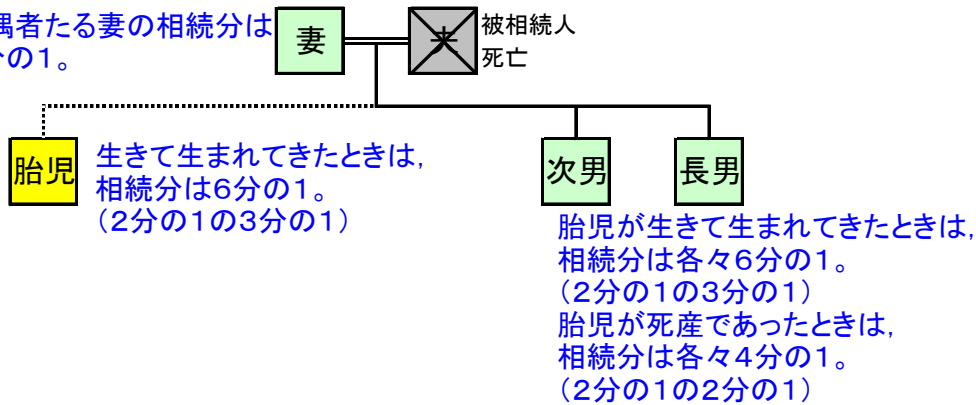 偶者たる妻の相続分は
分の1。
妻
夫
被相続人
死亡
胎児
生きて生まれてきたときは,
相続分は6分の1。
(2分の1の3分の1)
次男
長男
胎児が生きて生まれてきたときは,
相続分は各々6分の1。
(2分の1の3分の1)
胎児が死産であったときは,
相続分は各々4分の1。
(2分の1の2分の1)